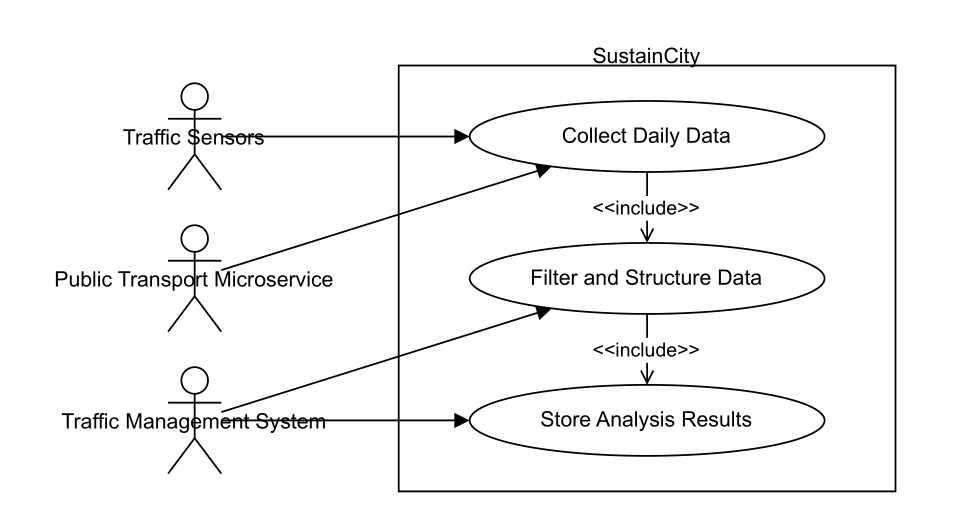 SustainCity
Traffic Sensors
Collect Daily Data
<<include>>
Public Transport Microservice
Filter and Structure Data
<<include>>
Traffic Management System
Store Analysis Results